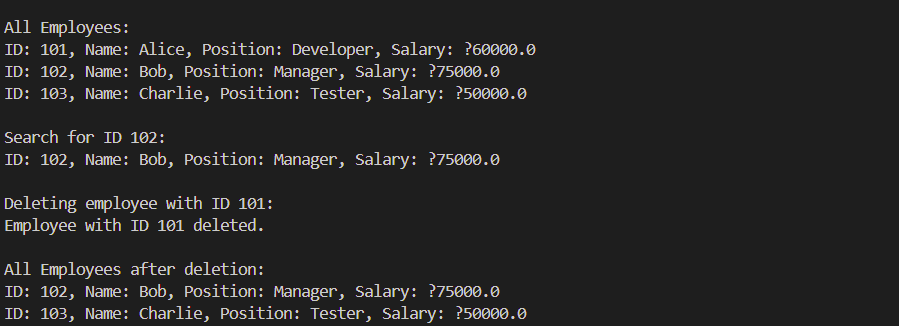 All Employees:
ID: 101, Name: Alice, Position: Developer, Salary: ?60000.0
ID: 102, Name: Bob, Position: Manager, Salary: ?75000.0
ID: 103, Name: Charlie, Position: Tester, Salary: ?50000.0
Search for ID 102:
ID: 102, Name: Bob, Position: Manager, Salary: ?75000.0
Deleting employee with ID 101:
Employee with ID 101 deleted.
All Employees after deletion:
ID: 102, Name: Bob, Position: Manager, Salary: ?75000.0
ID: 103, Name: Charlie, Position: Tester, Salary: ?50000.0